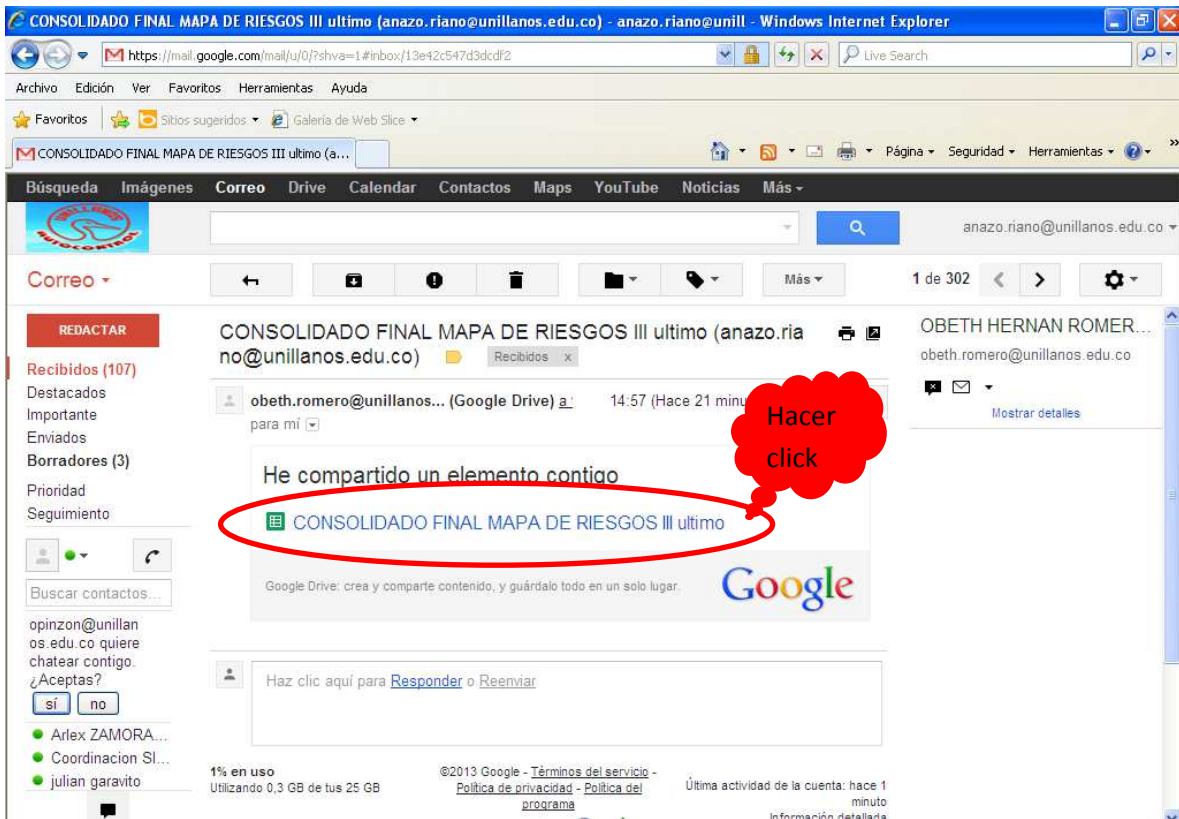 CONSOLIDADO FINAL MAPA DE RIESGOS III ultimo (anazo.riano@unillanos.edu.co) - anazo.riano@unill - Windows Internet Explorer
https://mail.google.com/mail/u/0/?shva=1#inbox/13e42c547d3dcdf2
Live Search
Archivo Edición Ver Favoritos Herramientas Ayuda
Favoritos Sitios sugeridos Galería de Web Slice
CONSOLIDADO FINAL MAPA DE RIESGOS III ultimo (a...
Página Seguridad Herramientas »
Búsqueda Imágenes Correo Drive Calendar Contactos Maps YouTube Noticias Más
UNILLANOS
AUTOCONTROL
anazo.riano@unillanos.edu.co
Correo
Más
1 de 302
REDACTAR
Recibidos (107)
Destacados
Importante
Enviados
Borradores (3)
Prioridad
Seguimiento
Buscar contactos...
opinzon@unillan
os.edu.co quiere
chatear contigo.
¿Aceptas?
sí no
Arlex ZAMORA...
Coordinacion SI...
julian garavito
CONSOLIDADO FINAL MAPA DE RIESGOS III ultimo (anazo.ria
no@unillanos.edu.co) Recibidos x
obeth.romero@unillanos... (Google Drive) a 14:57 (Hace 21 minu
para mí
Hacer
click
He compartido un elemento contigo
CONSOLIDADO FINAL MAPA DE RIESGOS III ultimo
Google Drive: crea y comparte contenido, y guárdalo todo en un solo lugar.
Google
Haz clic aquí para Responder o Reenviar
1% en uso
Utilizando 0,3 GB de tus 25 GB
©2013 Google - Términos del servicio -
Política de privacidad - Política del
programa
Última actividad de la cuenta: hace 1
minuto
Información detallada
OBETH HERNAN ROMER...
obeth.romero@unillanos.edu.co
Mostrar detalles